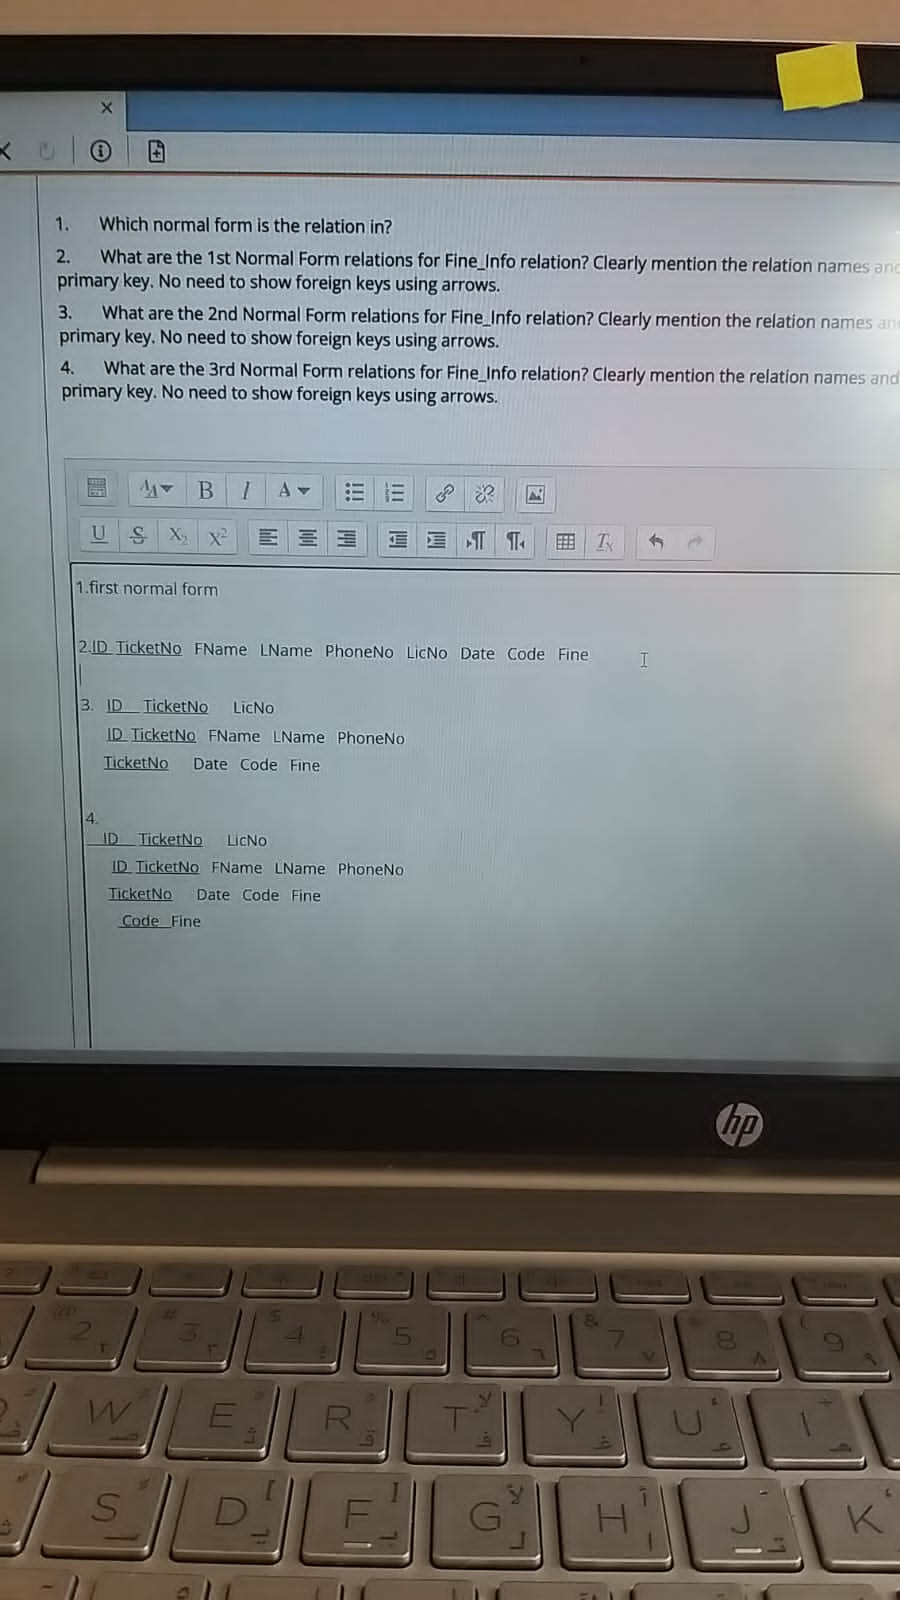 1. Which normal form is the relation in?
2. What are the 1st Normal Form relations for Fine_Info relation? Clearly mention the relation names and
primary key. No need to show foreign keys using arrows.
3. What are the 2nd Normal Form relations for Fine_Info relation? Clearly mention the relation names and
primary key. No need to show foreign keys using arrows.
4. What are the 3rd Normal Form relations for Fine_Info relation? Clearly mention the relation names and
primary key. No need to show foreign keys using arrows.
B I A
U S X₂ X² Tx
1.first normal form
2.ID TicketNo FName LName PhoneNo LicNo Date Code Fine
3. ID TicketNo LicNo
ID TicketNo FName LName PhoneNo
TicketNo Date Code Fine
4.
ID TicketNo LicNo
ID TicketNo FName LName PhoneNo
TicketNo Date Code Fine
Code Fine
hp
2 3 4 5 6 7 8 9
W E R T Y U I
S D F G H J K